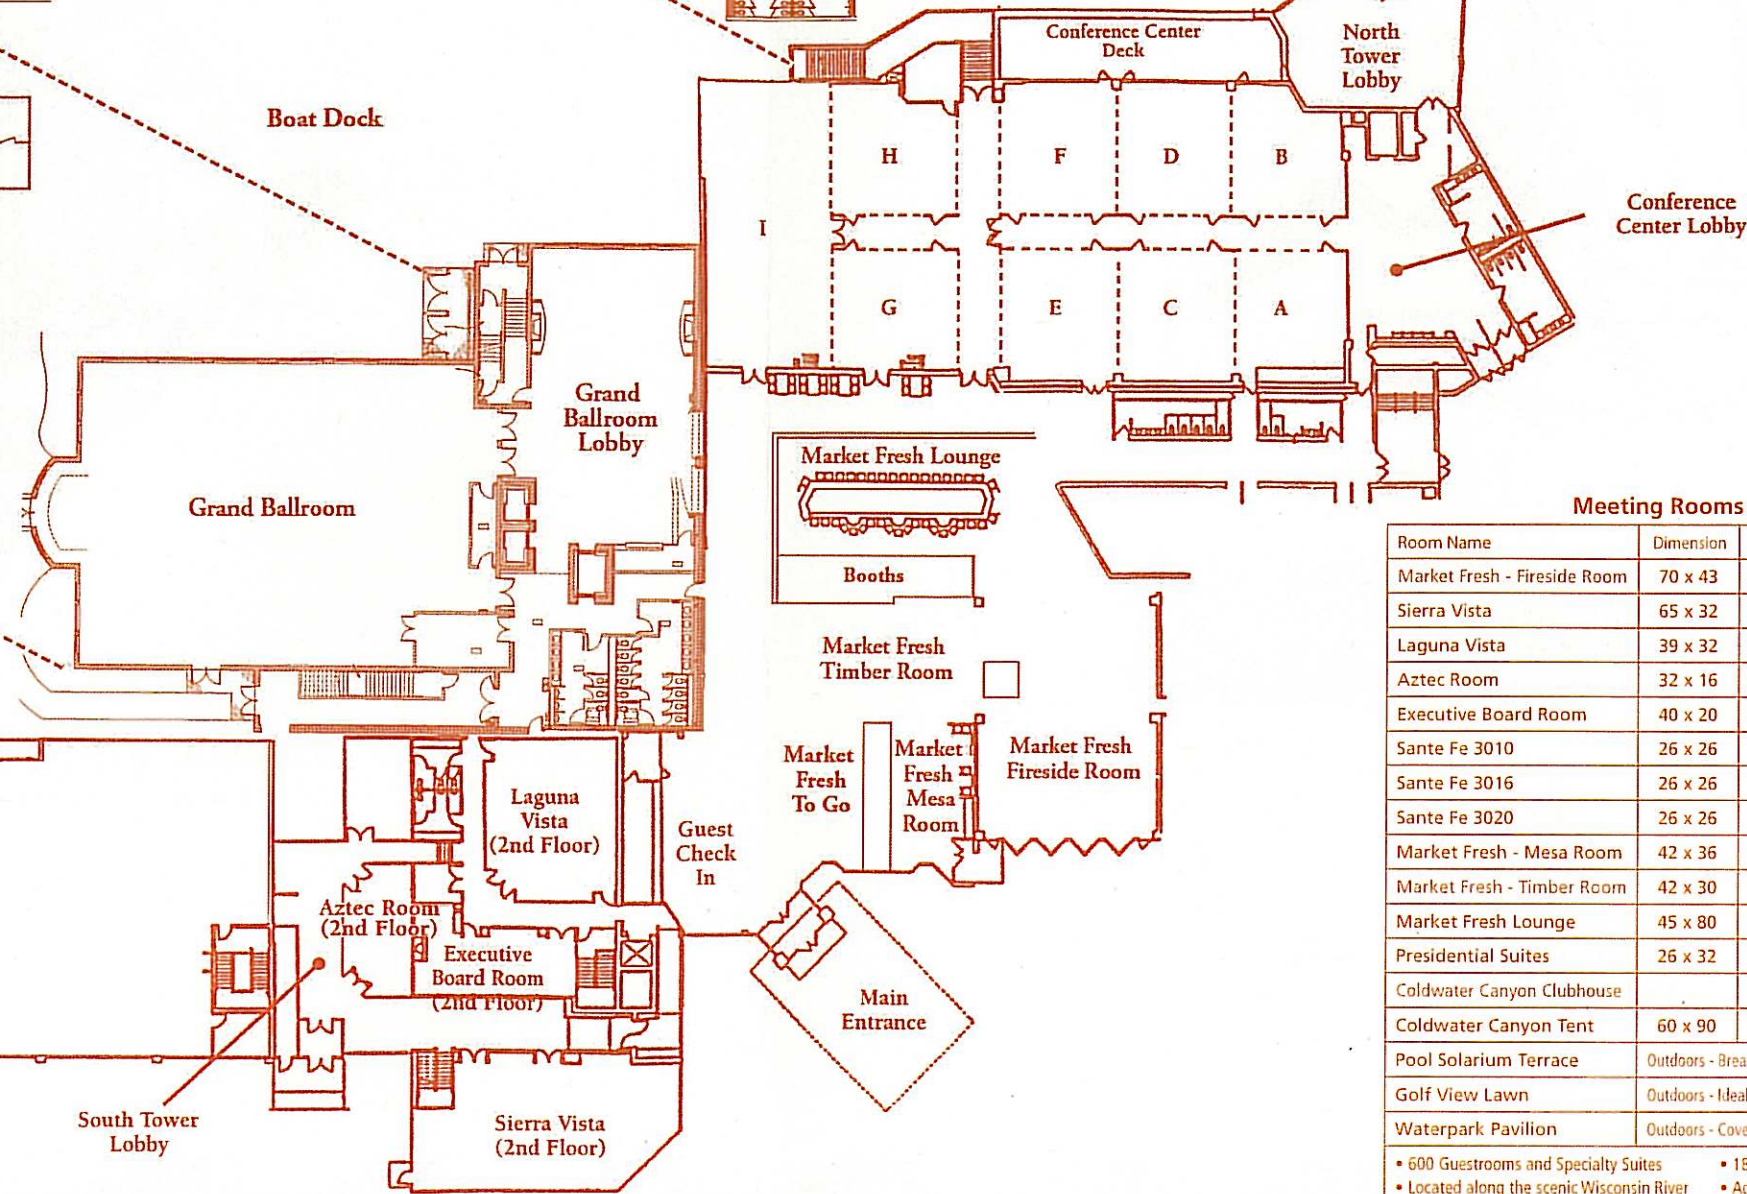 Conference Center
Deck
North
Tower
Lobby
Boat Dock
H
F
D
B
I
G
E
C
A
Conference
Center Lobby
Grand
Ballroom
Lobby
Grand Ballroom
Market Fresh Lounge
Booths
Market Fresh
Timber Room
Market
Fresh
To Go
Market
Fresh
Mesa
Room
Market Fresh
Fireside Room
Laguna
Vista
(2nd Floor)
Guest
Check
In
Aztec Room
(2nd Floor)
Executive
Board Room
(2nd Floor)
Main
Entrance
South Tower
Lobby
Sierra Vista
(2nd Floor)
Meeting Rooms
Room Name Dimension
Market Fresh - Fireside Room 70 x 43
Sierra Vista 65 x 32
Laguna Vista 39 x 32
Aztec Room 32 x 16
Executive Board Room 40 x 20
Sante Fe 3010 26 x 26
Sante Fe 3016 26 x 26
Sante Fe 3020 26 x 26
Market Fresh - Mesa Room 42 x 36
Market Fresh - Timber Room 42 x 30
Market Fresh Lounge 45 x 80
Presidential Suites 26 x 32
Coldwater Canyon Clubhouse
Coldwater Canyon Tent 60 x 90
Pool Solarium Terrace Outdoors - Brea
Golf View Lawn Outdoors - Ideal
Waterpark Pavilion Outdoors - Cove
• 600 Guestrooms and Specialty Suites • 18
• Located along the scenic Wisconsin River